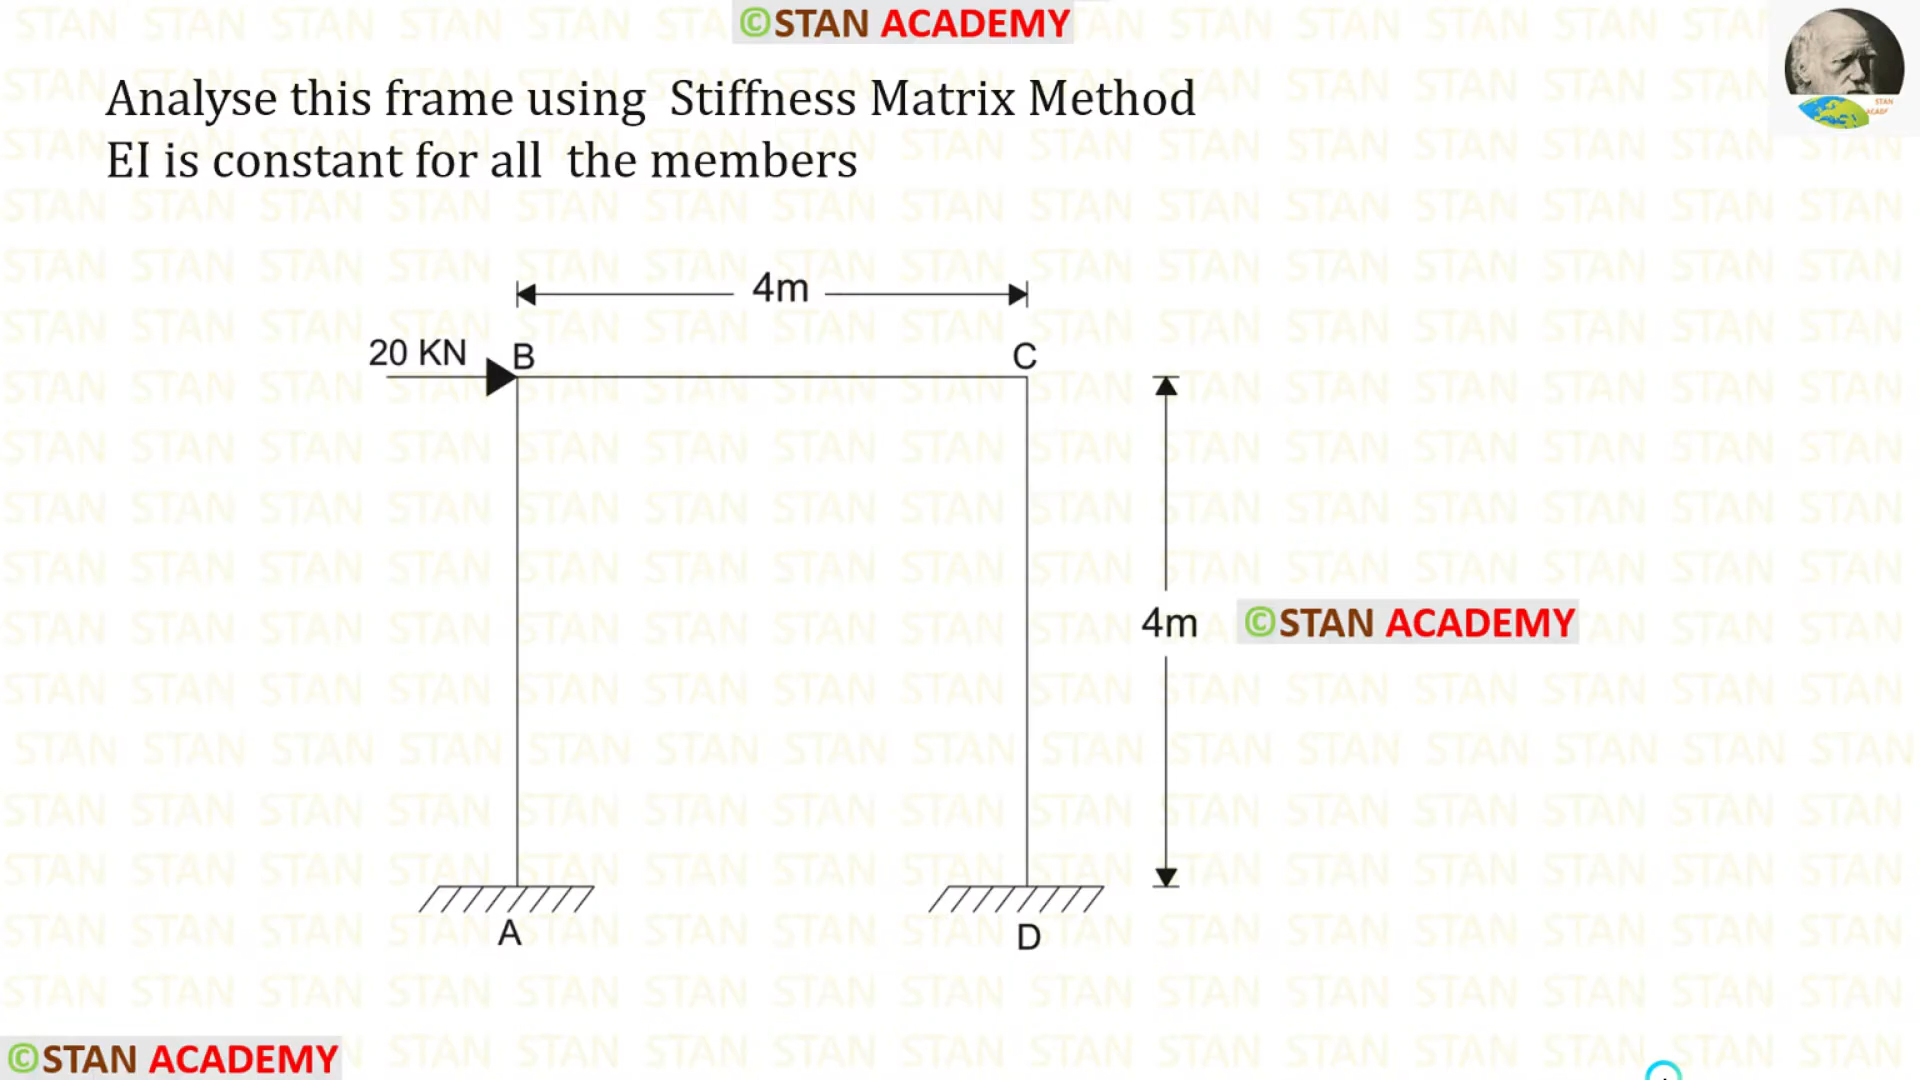 ©STAN ACADEMY
Analyse this frame using Stiffness Matrix Method
EI is constant for all the members
4m
20 KN
B
C
4m
©STAN ACADEMY
A
D
©STAN ACADEMY